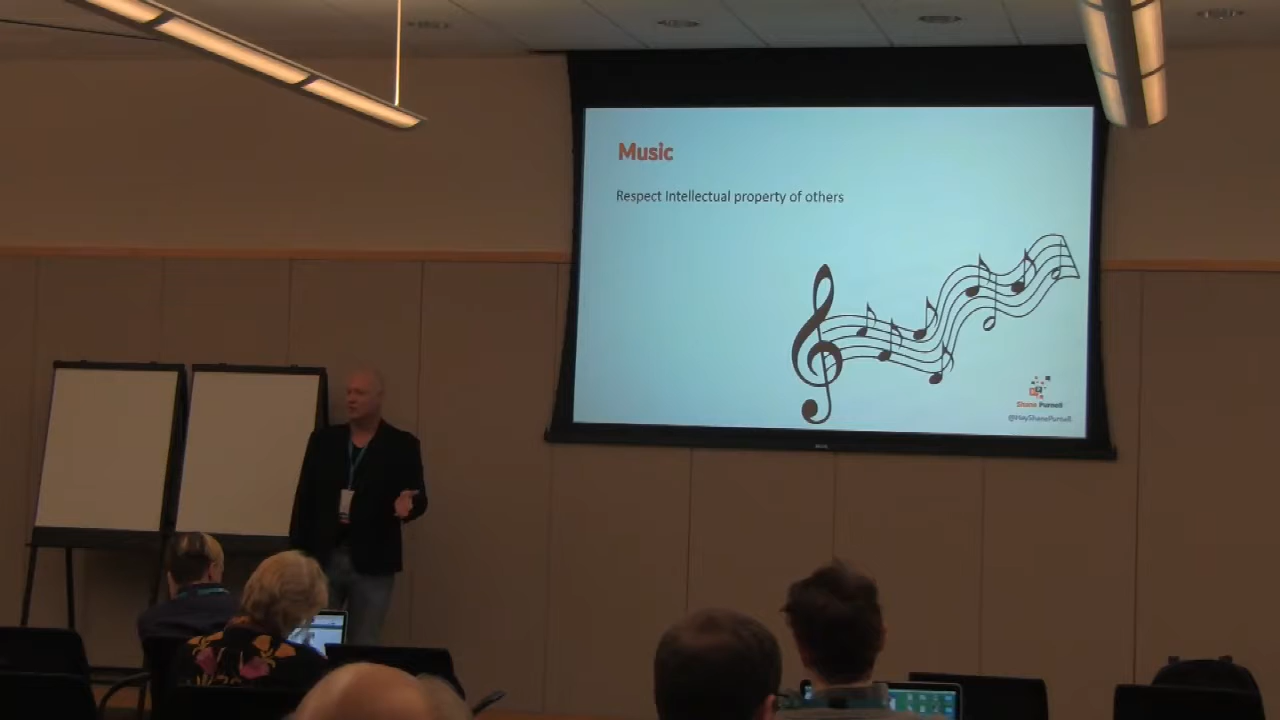 Music
Respect Intellectual property of others
Shane Purnell
@HeyShanePurnell